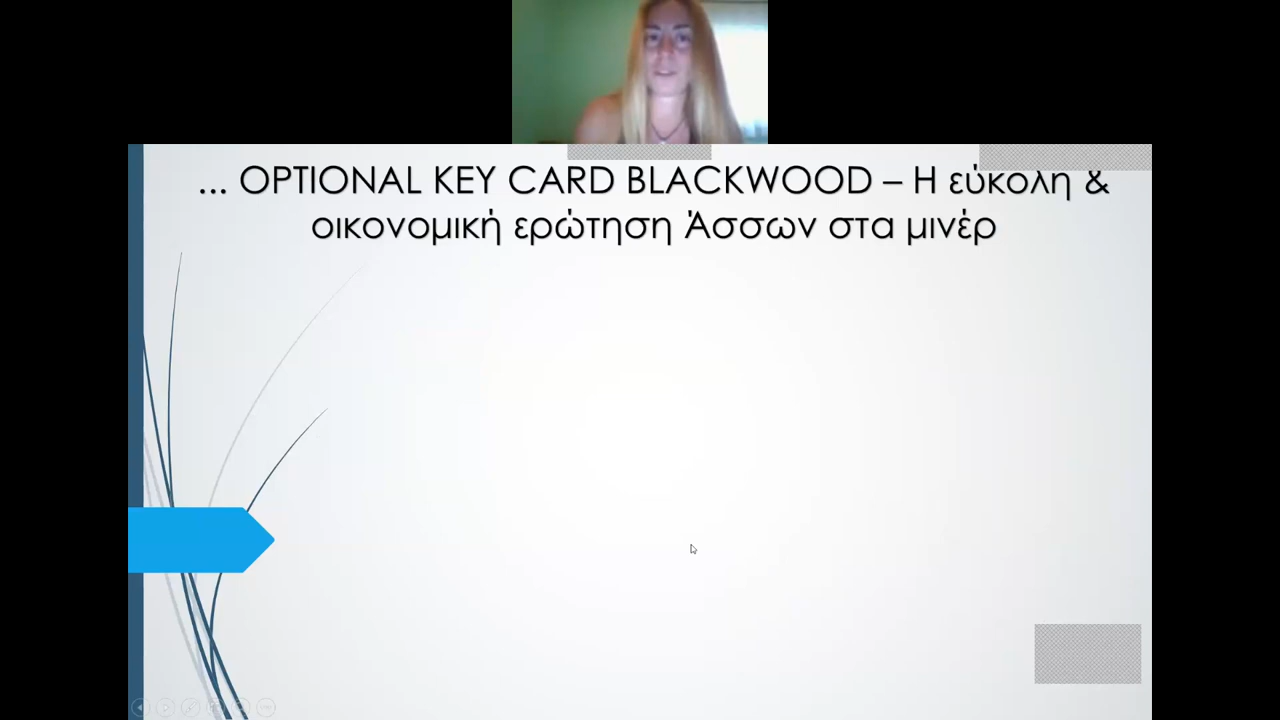 ... OPTIONAL KEY CARD BLACKWOOD – Η εύκολη &
οικονομική ερώτηση Άσσων στα μινέρ